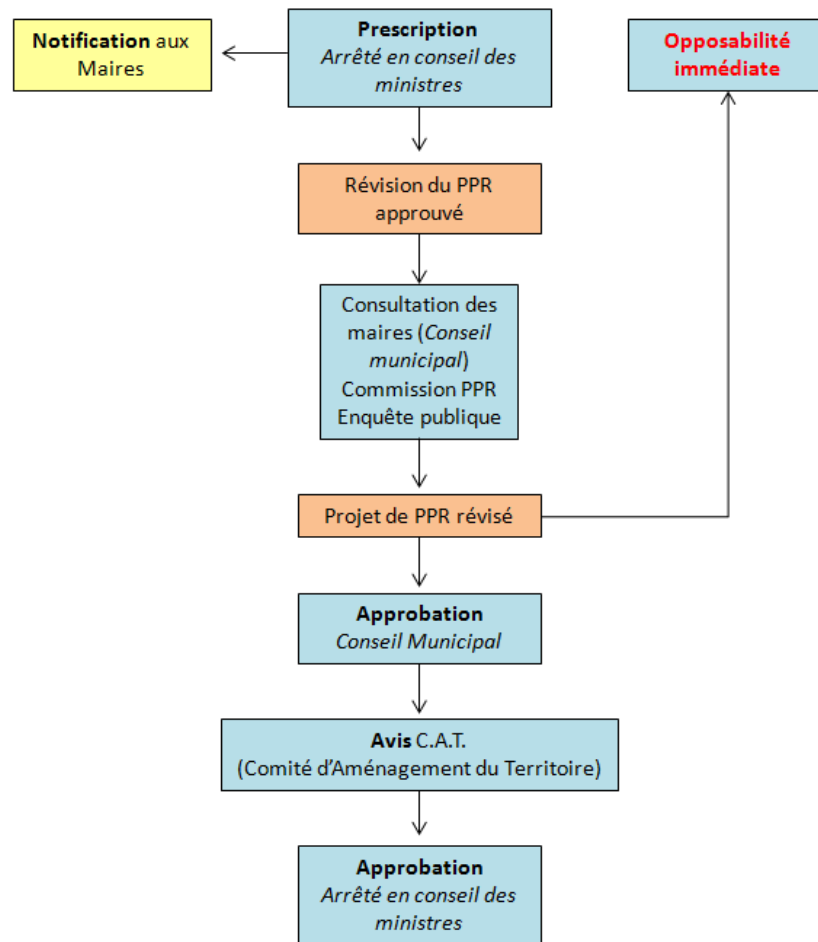 Notification aux
Maires
Prescription
Arrêté en conseil des
ministres
Opposabilité
immédiate
Révision du PPR
approuvé
Consultation des
maires (Conseil
municipal)
Commission PPR
Enquête publique
Projet de PPR révisé
Approbation
Conseil Municipal
Avis C.A.T.
(Comité d’Aménagement du Territoire)
Approbation
Arrêté en conseil des
ministres